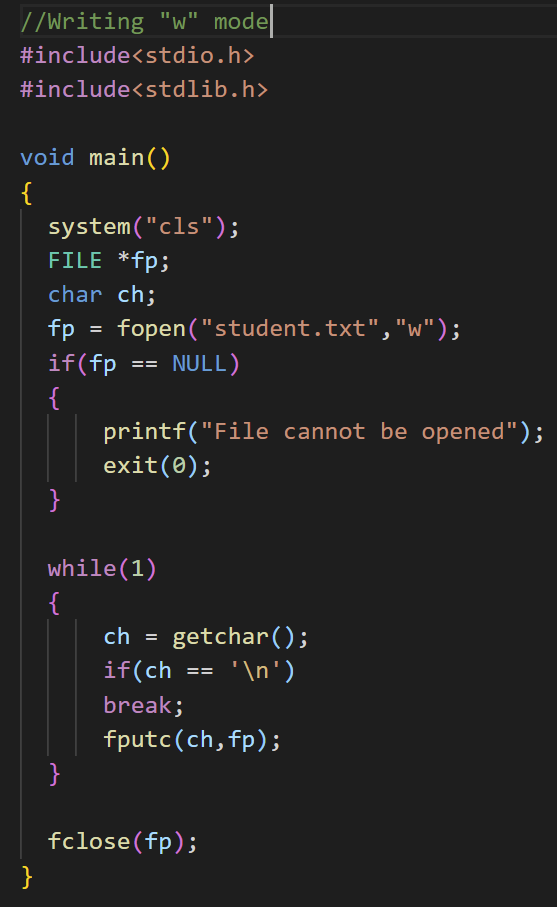 //Writing "w" mode
#include<stdio.h>
#include<stdlib.h>
void main()
{
system("cls");
FILE *fp;
char ch;
fp = fopen("student.txt","w");
if(fp == NULL)
{
printf("File cannot be opened");
exit(0);
}
while(1)
{
ch = getchar();
if(ch == '\n')
break;
fputc(ch,fp);
}
fclose(fp);
}